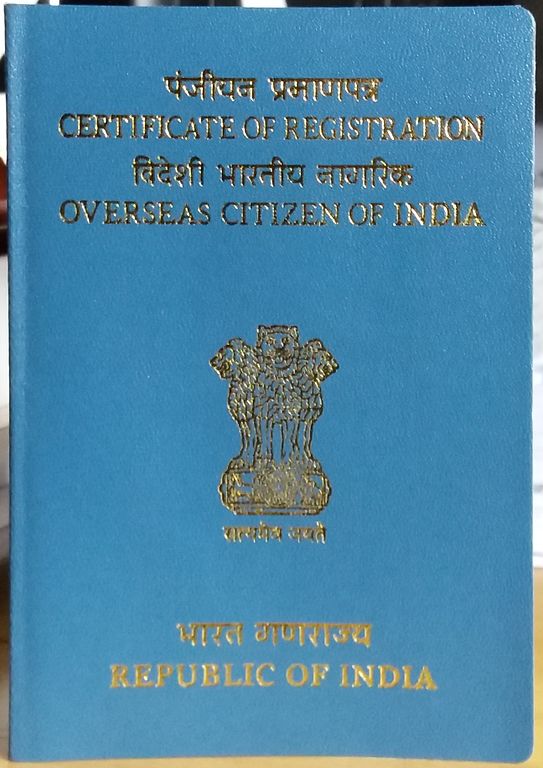 पंजीयन प्रमाणपत्र
CERTIFICATE OF REGISTRATION
विदेशी भारतीय नागरिक
OVERSEAS CITIZEN OF INDIA
सत्यमेव जयते
भारत गणराज्य
REPUBLIC OF INDIA